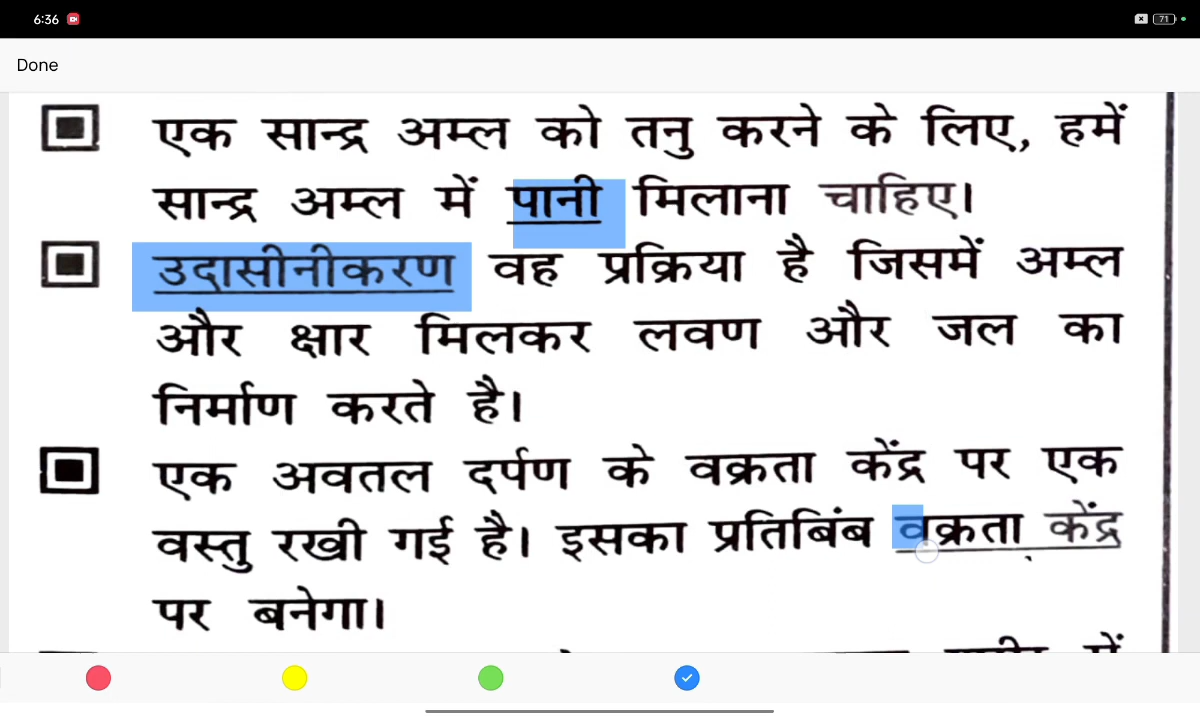 6:36
71
Done
एक सान्द्र अम्ल को तनु करने के लिए, हमें
सान्द्र अम्ल में पानी मिलाना चाहिए।
उदासीनीकरण वह प्रक्रिया है जिसमें अम्ल
और क्षार मिलकर लवण और जल का
निर्माण करते है।
एक अवतल दर्पण के वक्रता केंद्र पर एक
वस्तु रखी गई है। इसका प्रतिबिंब वक्रता केंद्र
पर बनेगा।